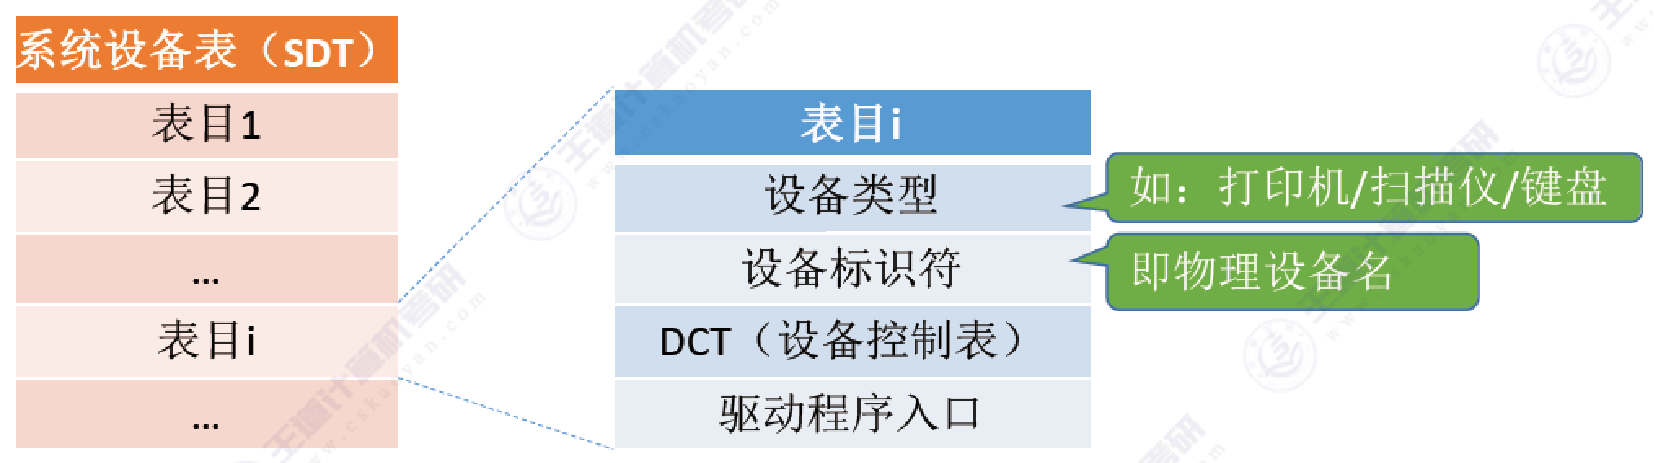 系统设备表（SDT）
表目1
表目2
...
表目i
...
表目i
设备类型
设备标识符
DCT（设备控制表）
驱动程序入口
如：打印机/扫描仪/键盘
即物理设备名
王道计算机考研
www.cskaoyan.com